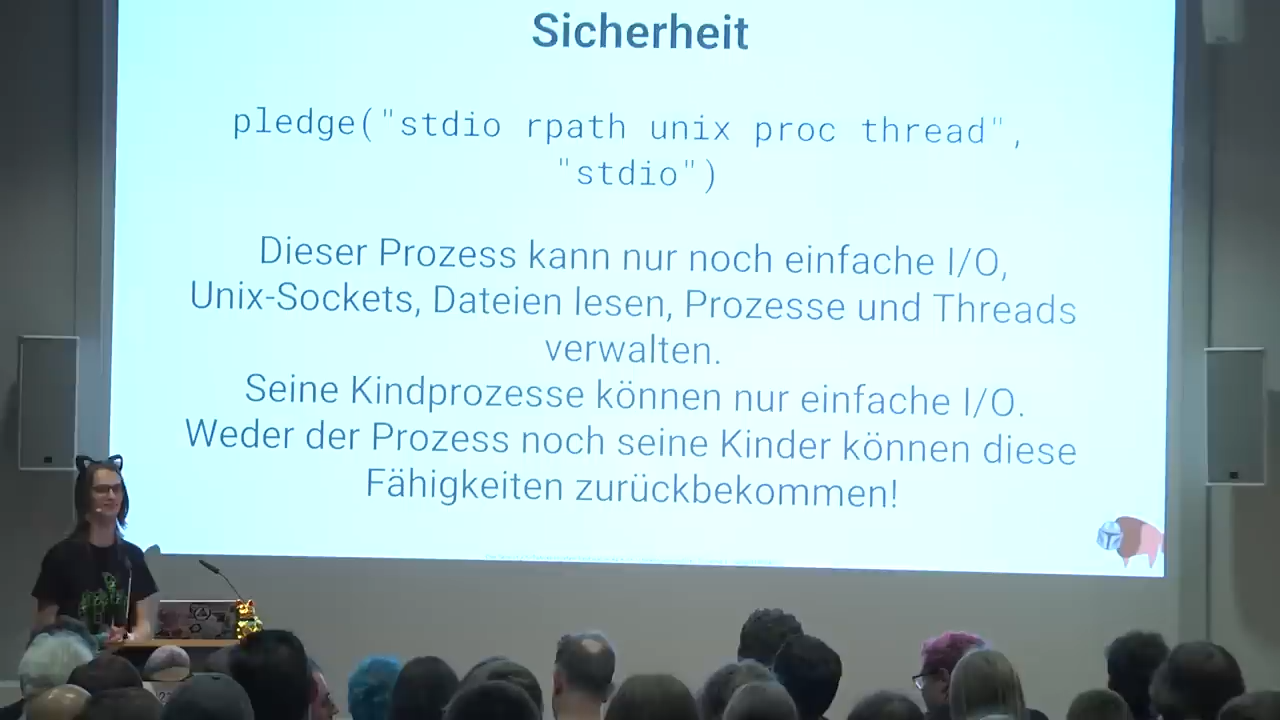 Sicherheit
pledge("stdio rpath unix proc thread",
"stdio")
Dieser Prozess kann nur noch einfache I/O,
Unix-Sockets, Dateien lesen, Prozesse und Threads
verwalten.
Seine Kindprozesse können nur einfache I/O.
Weder der Prozess noch seine Kinder können diese
Fähigkeiten zurückbekommen!